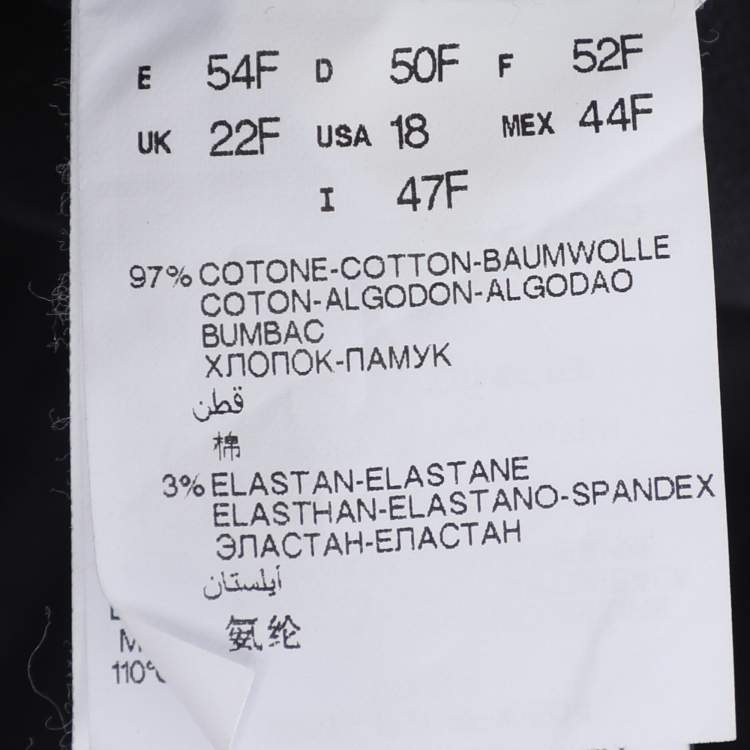 E 54F D 50F F 52F
UK 22F USA 18 MEX 44F
I 47F
97% COTONE-COTTON-BAUMWOLLE
COTON-ALGODON-ALGODAO
BUMBAC
ХЛОПОК-ПАМУК
قطن
棉
3% ELASTAN-ELASTANE
ELASTHAN-ELASTANO-SPANDEX
ЭЛАСТАН-ЕЛАСТАН
أيلستان
氨纶
110°